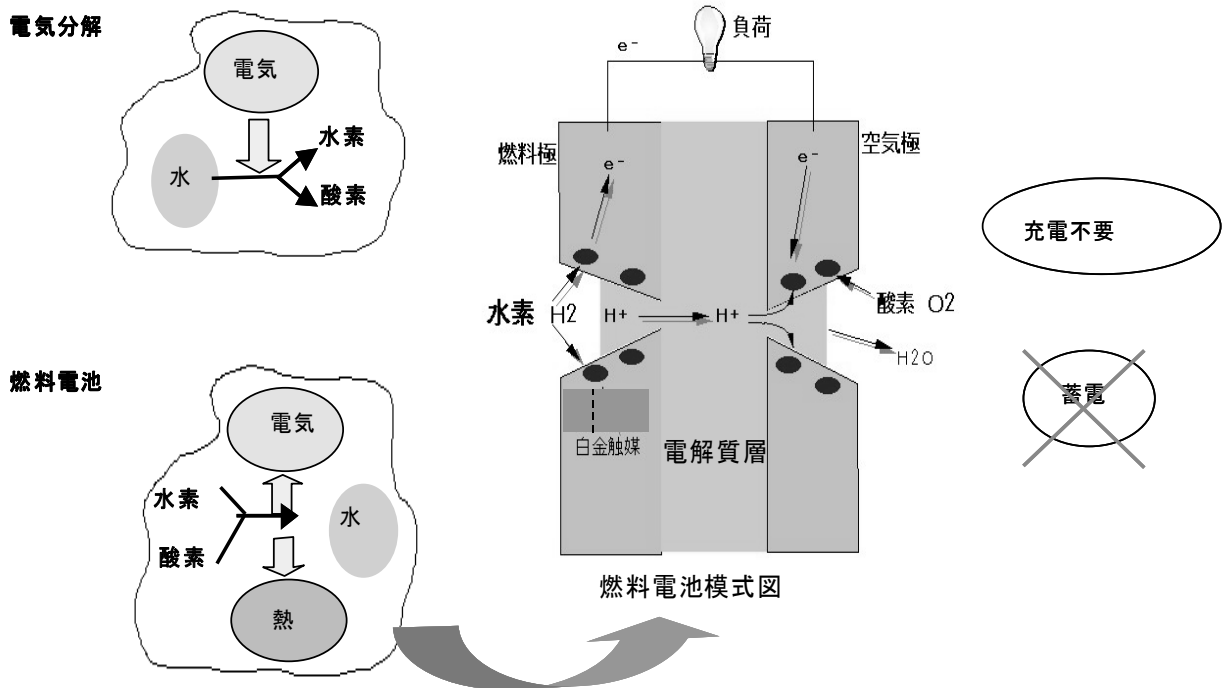 電気分解
電気
水
水素
酸素
燃料電池
電気
水素
酸素
水
熱
負荷
e-
燃料極
e-
空気極
e-
水素 H2
H+
H+
酸素 O2
H2O
白金触媒
電解質層
燃料電池模式図
充電不要
蓄電